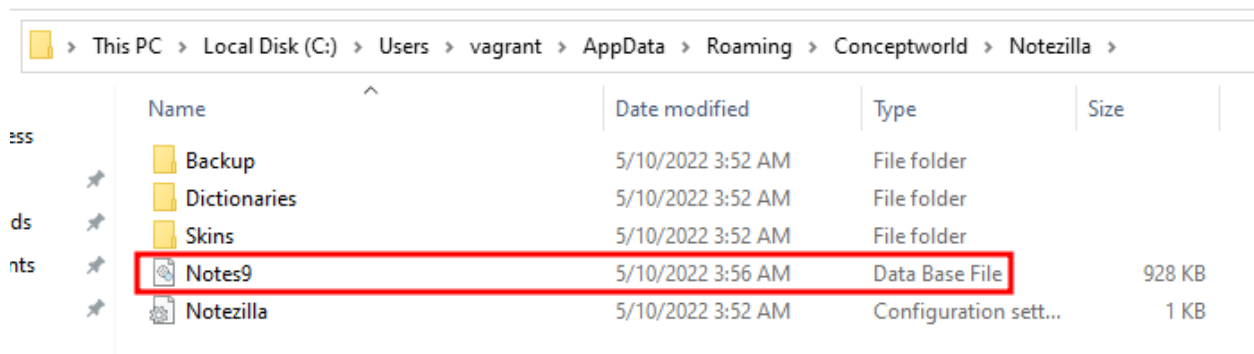 This PC > Local Disk (C:) > Users > vagrant > AppData > Roaming > Conceptworld > Notezilla >
Name Date modified Type Size
ess
Backup 5/10/2022 3:52 AM File folder
Dictionaries 5/10/2022 3:52 AM File folder
ds
Skins 5/10/2022 3:52 AM File folder
nts
Notes9 5/10/2022 3:56 AM Data Base File 928 KB
Notezilla 5/10/2022 3:52 AM Configuration sett... 1 KB